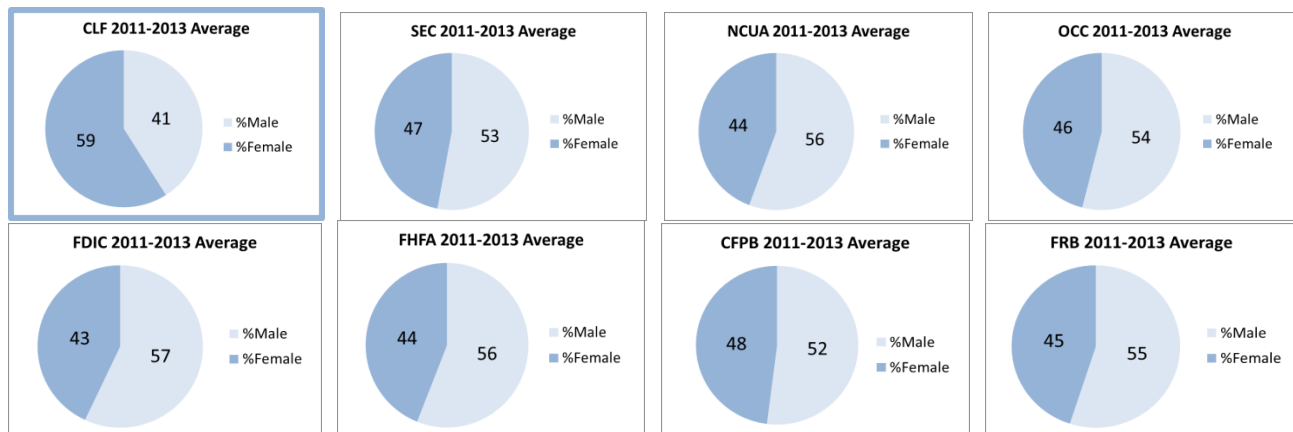 CLF 2011-2013 Average
41
59
%Male
%Female
SEC 2011-2013 Average
47
53
%Male
%Female
NCUA 2011-2013 Average
44
56
%Male
%Female
OCC 2011-2013 Average
46
54
%Male
%Female
FDIC 2011-2013 Average
43
57
%Male
%Female
FHFA 2011-2013 Average
44
56
%Male
%Female
CFPB 2011-2013 Average
48
52
%Male
%Female
FRB 2011-2013 Average
45
55
%Male
%Female